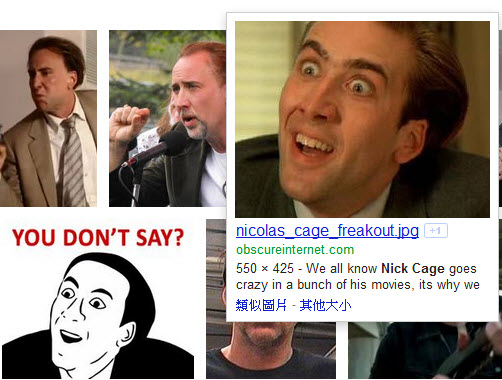 YOU DON'T SAY?
nicolas_cage_freakout.jpg +1
obscureinternet.com
550 × 425 - We all know Nick Cage goes
crazy in a bunch of his movies, its why we
類似圖片 - 其他大小